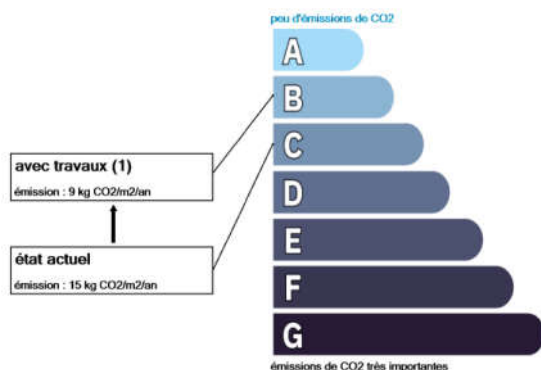 peu d'émissions de CO2
A
B
C
D
E
F
G
émissions de CO2 très importantes
avec travaux (1)
émission : 9 kg CO2/m2/an
état actuel
émission : 15 kg CO2/m2/an